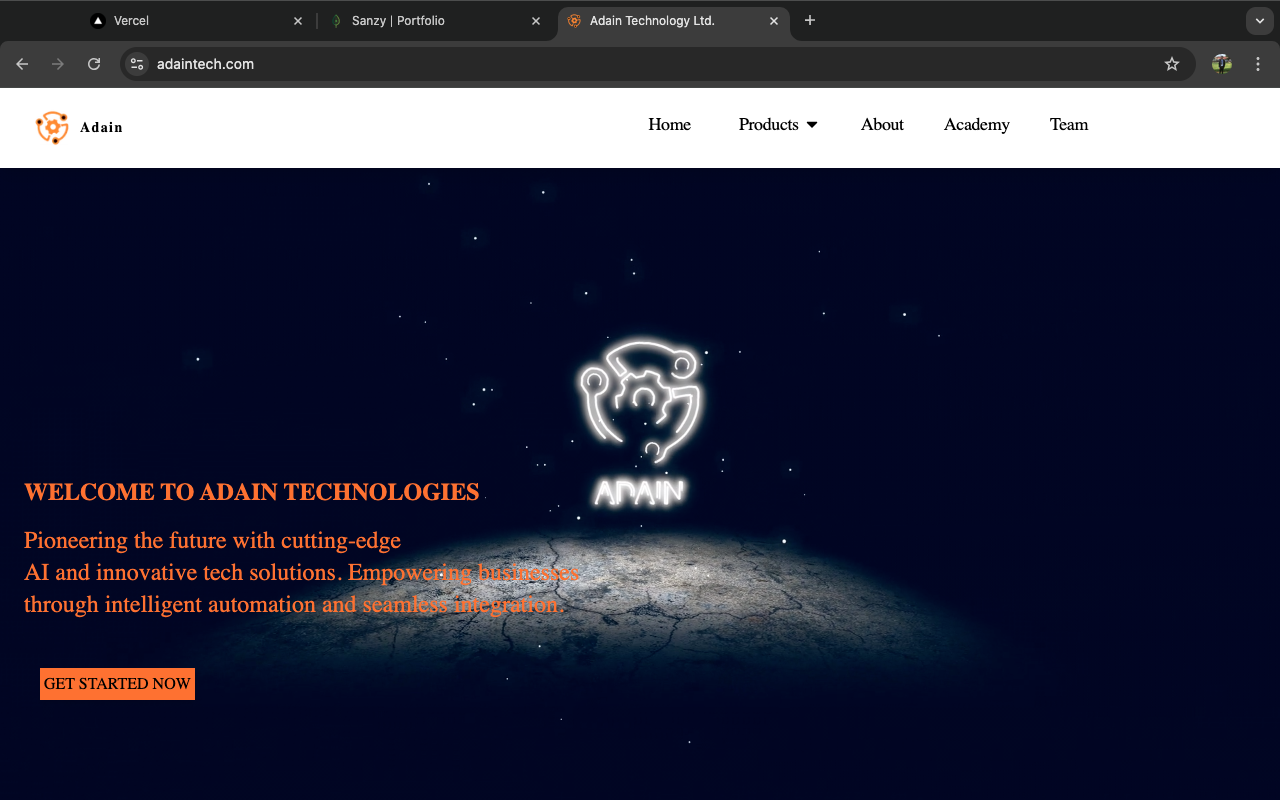 Vercel
Sanzy | Portfolio
Adain Technology Ltd.
adaintech.com
Adain
Home
Products
About
Academy
Team
ADAIN
WELCOME TO ADAIN TECHNOLOGIES
Pioneering the future with cutting-edge
AI and innovative tech solutions. Empowering businesses
through intelligent automation and seamless integration.
GET STARTED NOW